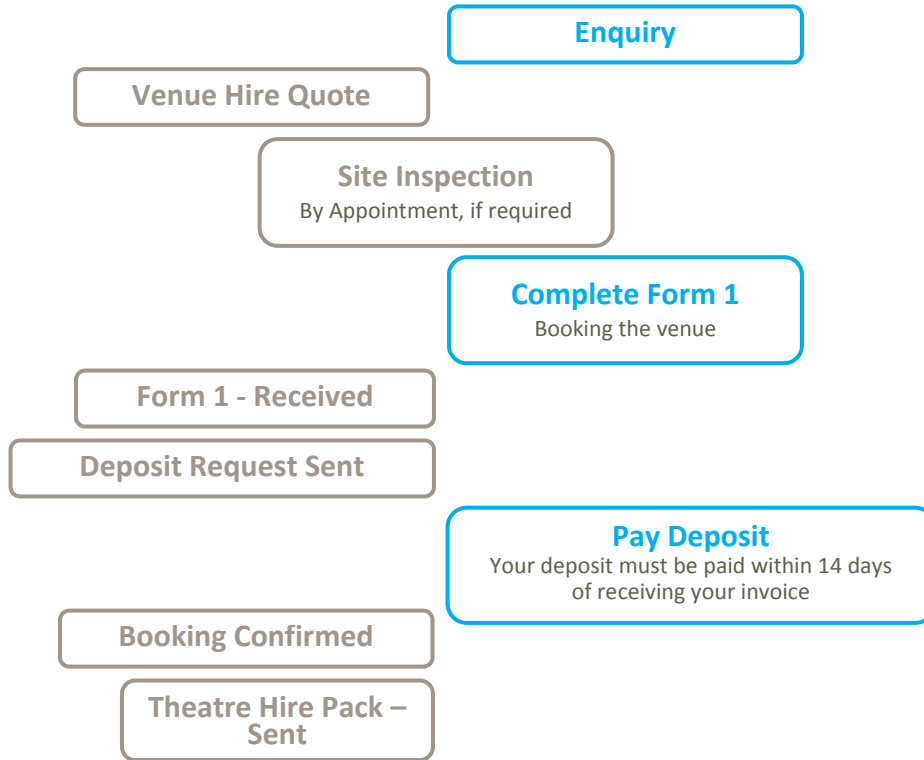 Enquiry
Venue Hire Quote
Site Inspection
By Appointment, if required
Complete Form 1
Booking the venue
Form 1 - Received
Deposit Request Sent
Pay Deposit
Your deposit must be paid within 14 days
of receiving your invoice
Booking Confirmed
Theatre Hire Pack –
Sent